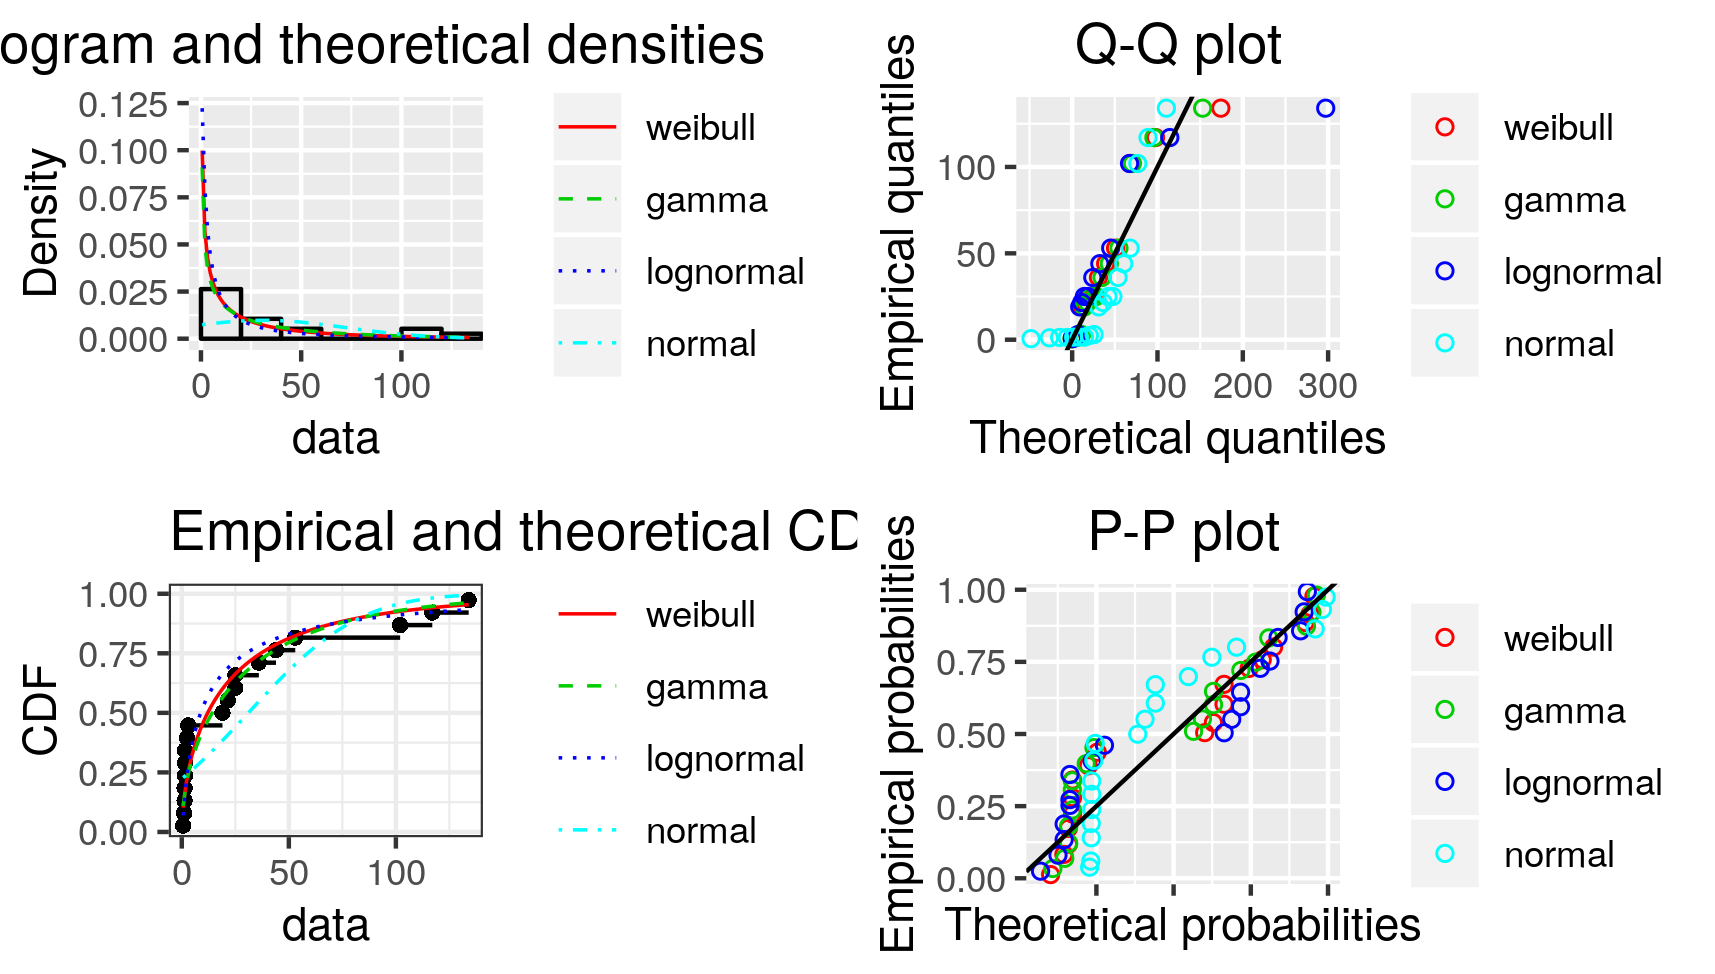 ogram and theoretical densities
Density
0.125
0.100
0.075
0.050
0.025
0.000
0 50 100
data
weibull
gamma
lognormal
normal
Q-Q plot
Empirical quantiles
100
50
0
0 100 200 300
Theoretical quantiles
weibull
gamma
lognormal
normal
Empirical and theoretical CD
CDF
1.00
0.75
0.50
0.25
0.00
0 50 100
data
weibull
gamma
lognormal
normal
P-P plot
Empirical probabilities
1.00
0.75
0.50
0.25
0.00
Theoretical probabilities
weibull
gamma
lognormal
normal